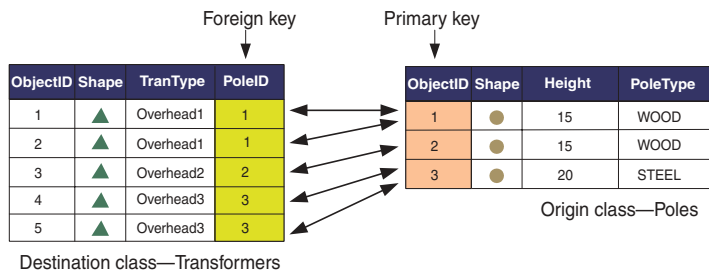 Foreign key
Primary key
ObjectID Shape TranType PoleID
1 Overhead1 1
2 Overhead1 1
3 Overhead2 2
4 Overhead3 3
5 Overhead3 3
Destination class—Transformers
ObjectID Shape Height PoleType
1 15 WOOD
2 15 WOOD
3 20 STEEL
Origin class—Poles